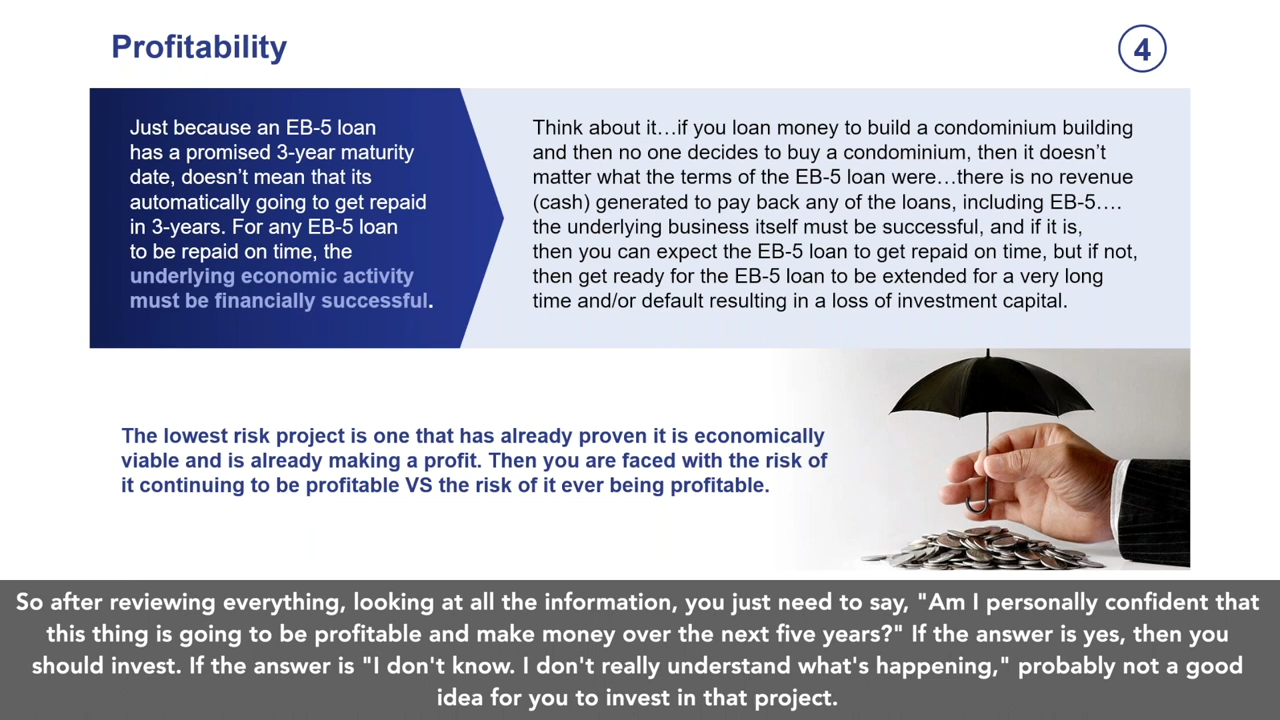 Profitability
4
Just because an EB-5 loan
has a promised 3-year maturity
date, doesn't mean that its
automatically going to get repaid
in 3-years. For any EB-5 loan
to be repaid on time, the
underlying economic activity
must be financially successful.
Think about it…if you loan money to build a condominium building
and then no one decides to buy a condominium, then it doesn't
matter what the terms of the EB-5 loan were…there is no revenue
(cash) generated to pay back any of the loans, including EB-5….
the underlying business itself must be successful, and if it is,
then you can expect the EB-5 loan to get repaid on time, but if not,
then get ready for the EB-5 loan to be extended for a very long
time and/or default resulting in a loss of investment capital.
The lowest risk project is one that has already proven it is economically
viable and is already making a profit. Then you are faced with the risk of
it continuing to be profitable VS the risk of it ever being profitable.
So after reviewing everything, looking at all the information, you just need to say, "Am I personally confident that
this thing is going to be profitable and make money over the next five years?" If the answer is yes, then you
should invest. If the answer is "I don't know. I don't really understand what's happening," probably not a good
idea for you to invest in that project.